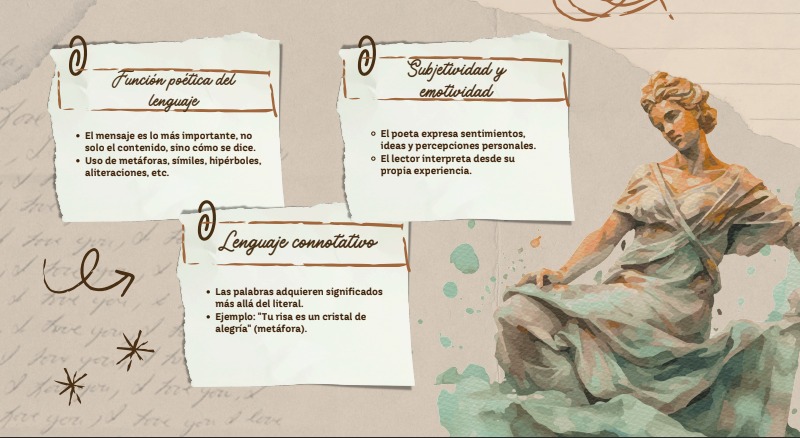 Función poética del
lenguaje
El mensaje es lo más importante, no
solo el contenido, sino cómo se dice.
Uso de metáforas, símiles, hipérboles,
aliteraciones, etc.
Subjetividad y
emotividad
El poeta expresa sentimientos,
ideas y percepciones personales.
El lector interpreta desde su
propia experiencia.
Lenguaje connotativo
Las palabras adquieren significados
más allá del literal.
Ejemplo: "Tu risa es un cristal de
alegría" (metáfora).